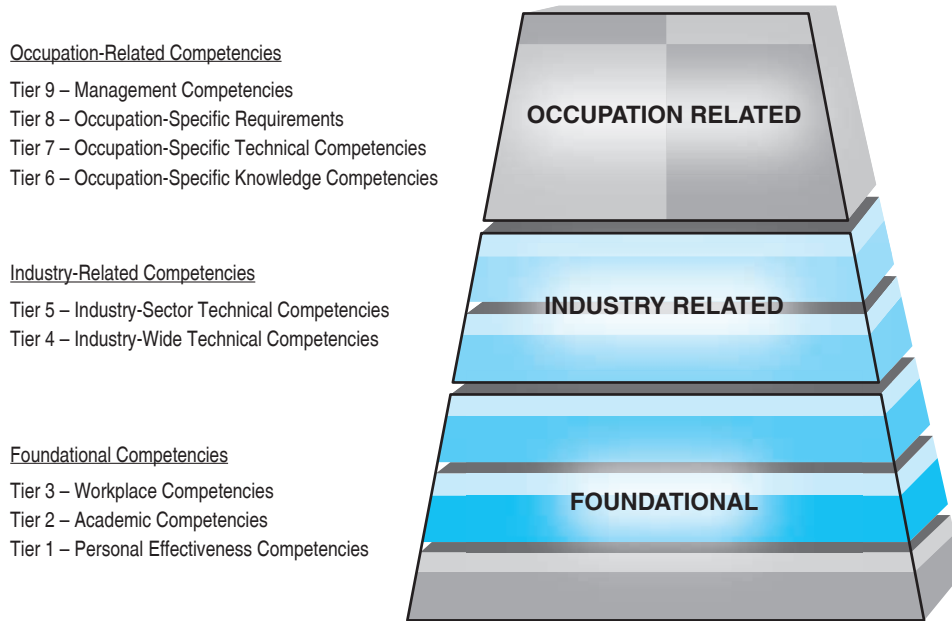 Occupation-Related Competencies
Tier 9 – Management Competencies
Tier 8 – Occupation-Specific Requirements
Tier 7 – Occupation-Specific Technical Competencies
Tier 6 – Occupation-Specific Knowledge Competencies
OCCUPATION RELATED
Industry-Related Competencies
Tier 5 – Industry-Sector Technical Competencies
Tier 4 – Industry-Wide Technical Competencies
INDUSTRY RELATED
Foundational Competencies
Tier 3 – Workplace Competencies
Tier 2 – Academic Competencies
Tier 1 – Personal Effectiveness Competencies
FOUNDATIONAL